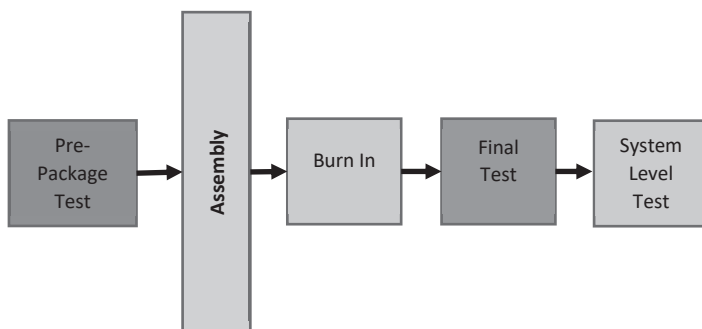 Pre-
Package
Test
Assembly
Burn In
Final
Test
System
Level
Test